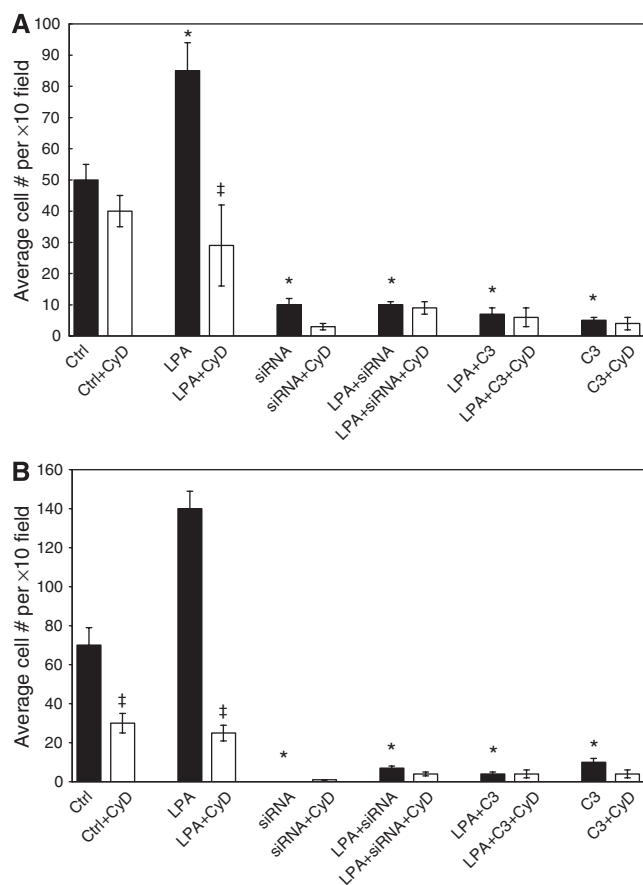 A
Average cell # per ×10 field
100
90
80
70
60
50
40
30
20
10
0
*
‡
*
*
*
*
Ctrl
Ctrl+CyD
LPA
LPA+CyD
siRNA
siRNA+CyD
LPA+siRNA
LPA+siRNA+CyD
LPA+C3
LPA+C3+CyD
C3
C3+CyD
B
Average cell # per ×10 field
160
140
120
100
80
60
40
20
0
‡
‡
*
*
*
*
Ctrl
Ctrl+CyD
LPA
LPA+CyD
siRNA
siRNA+CyD
LPA+siRNA
LPA+siRNA+CyD
LPA+C3
LPA+C3+CyD
C3
C3+CyD